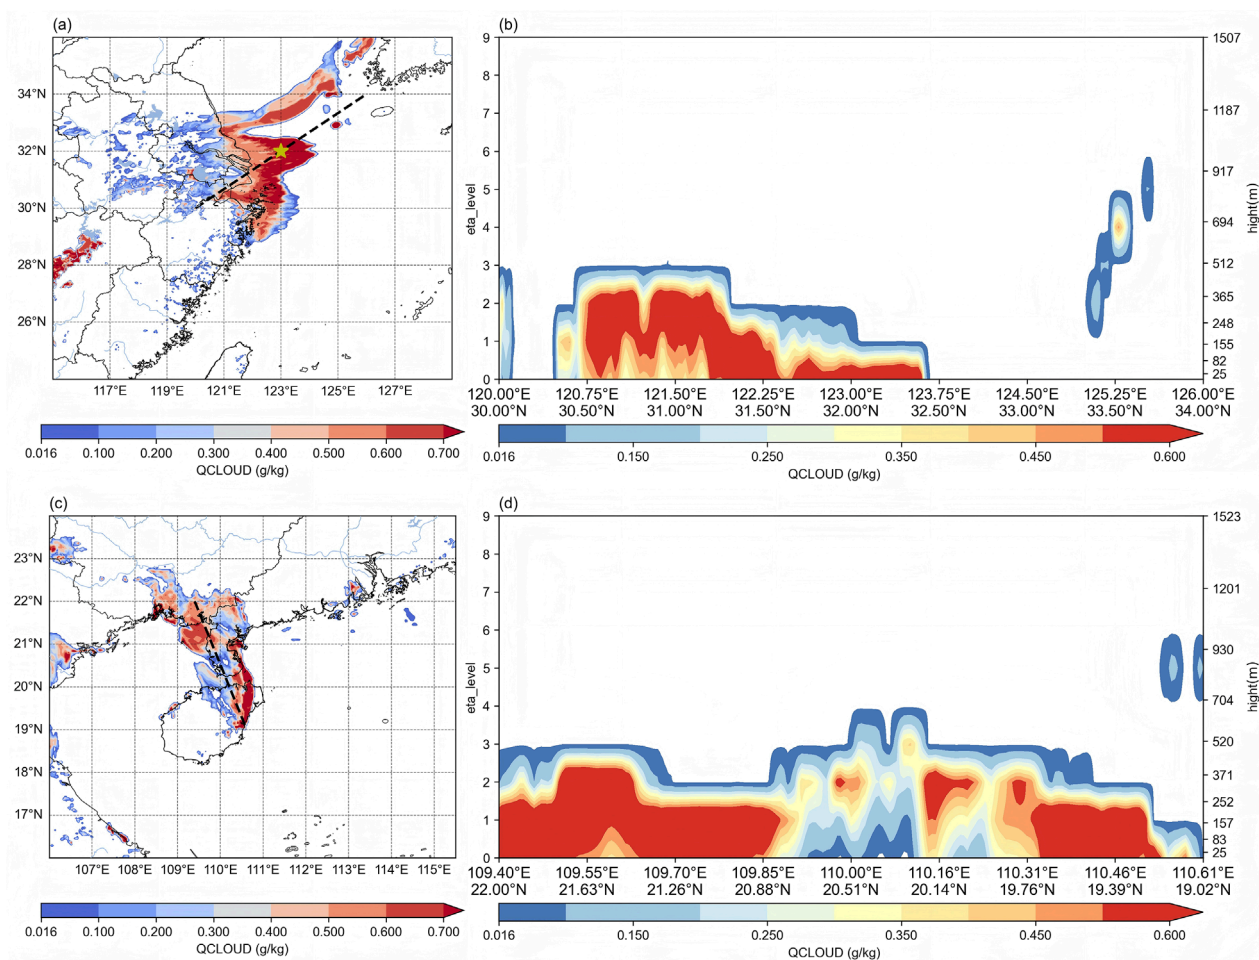 (a)
34°N
32°N
30°N
28°N
26°N
117°E 119°E 121°E 123°E 125°E 127°E
0.016 0.100 0.200 0.300 0.400 0.500 0.600 0.700
QCLOUD (g/kg)
(b)
eta_level
9
8
7
6
5
4
3
2
1
0
1507
1187
917
694
512
365
248
155
82
25
hight(m)
120.00°E 120.75°E 121.50°E 122.25°E 123.00°E 123.75°E 124.50°E 125.25°E 126.00°E
30.00°N 30.50°N 31.00°N 31.50°N 32.00°N 32.50°N 33.00°N 33.50°N 34.00°N
0.016 0.150 0.250 0.350 0.450 0.600
QCLOUD (g/kg)
(c)
23°N
22°N
21°N
20°N
19°N
18°N
17°N
107°E 108°E 109°E 110°E 111°E 112°E 113°E 114°E 115°E
0.016 0.100 0.200 0.300 0.400 0.500 0.600 0.700
QCLOUD (g/kg)
(d)
eta_level
9
8
7
6
5
4
3
2
1
0
1523
1201
930
704
520
371
252
157
83
25
hight(m)
109.40°E 109.55°E 109.70°E 109.85°E 110.00°E 110.16°E 110.31°E 110.46°E 110.61°E
22.00°N 21.63°N 21.26°N 20.88°N 20.51°N 20.14°N 19.76°N 19.39°N 19.02°N
0.016 0.150 0.250 0.350 0.450 0.600
QCLOUD (g/kg)